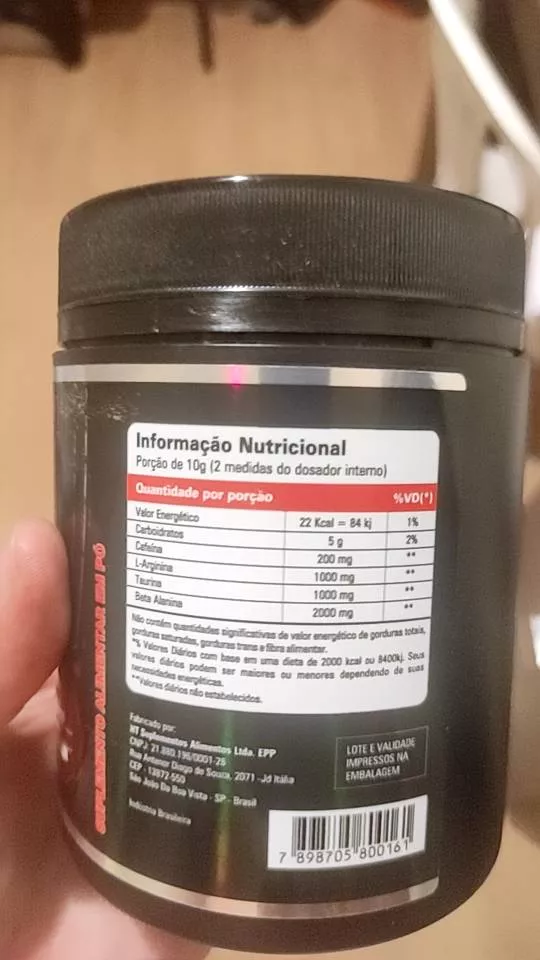 Informação Nutricional
Porção de 10g (2 medidas do dosador interno)
Quantidade por porção %VD(*)
Valor Energético 22 Kcal = 84 kj 1%
Carboidratos 5 g 2%
Cafeína 200 mg **
L-Arginina 1000 mg **
Taurina 1000 mg **
Beta Alanina 2000 mg **
Não contém quantidades significativas de valor energético de gorduras totais,
gorduras saturadas, gorduras trans e fibra alimentar.
*% Valores Diários com base em uma dieta de 2000 kcal ou 8400kj. Seus
valores diários podem ser maiores ou menores dependendo de suas
necessidades energéticas.
**Valores diários não estabelecidos.
SUPLEMENTO ALIMENTAR EM PÓ
Fabricado por:
NT Suplementos Alimentos Ltda. EPP
CNPJ: 21.880.196/0001-25
Rua Antenor Diogo de Souza, 2071 - Jd Itália
CEP: 13872-550
São João Da Boa Vista - SP - Brasil
Indústria Brasileira
LOTE E VALIDADE
IMPRESSOS NA
EMBALAGEM
7 898705 800161